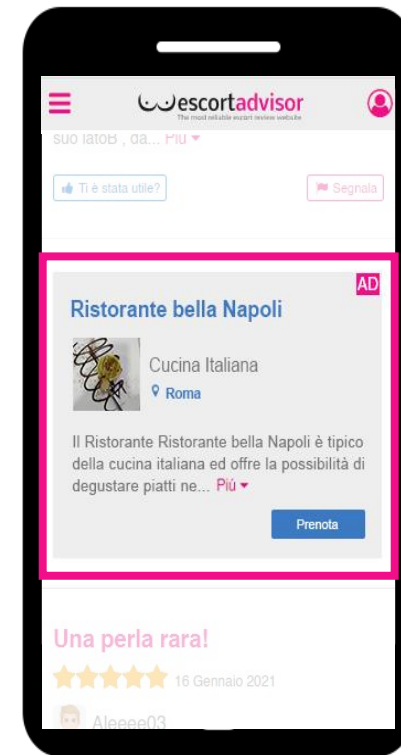 escortadvisor
The most reliable escort review website
suo latoB , da... Più
Ti è stata utile?
Segnala
AD
Ristorante bella Napoli
Cucina Italiana
Roma
Il Ristorante Ristorante bella Napoli è tipico
della cucina italiana ed offre la possibilità di
degustare piatti ne... Più
Prenota
Una perla rara!
16 Gennaio 2021
Aleeee03